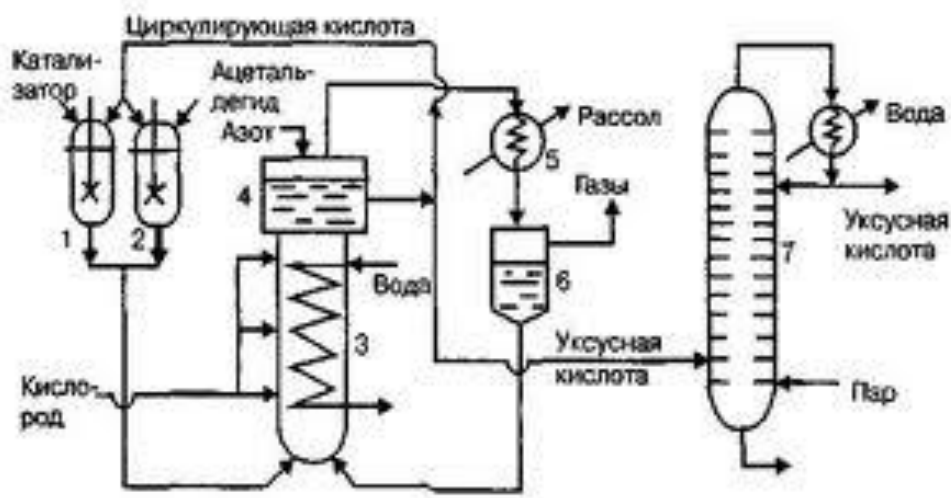 Циркулирующая кислота
Катали-
затор
Ацеталь-
дегид
Азот
Рассол
Вода
5
Газы
4
1
2
Уксусная
кислота
7
6
Вода
3
Уксусная
кислота
Кисло-
род
Пар